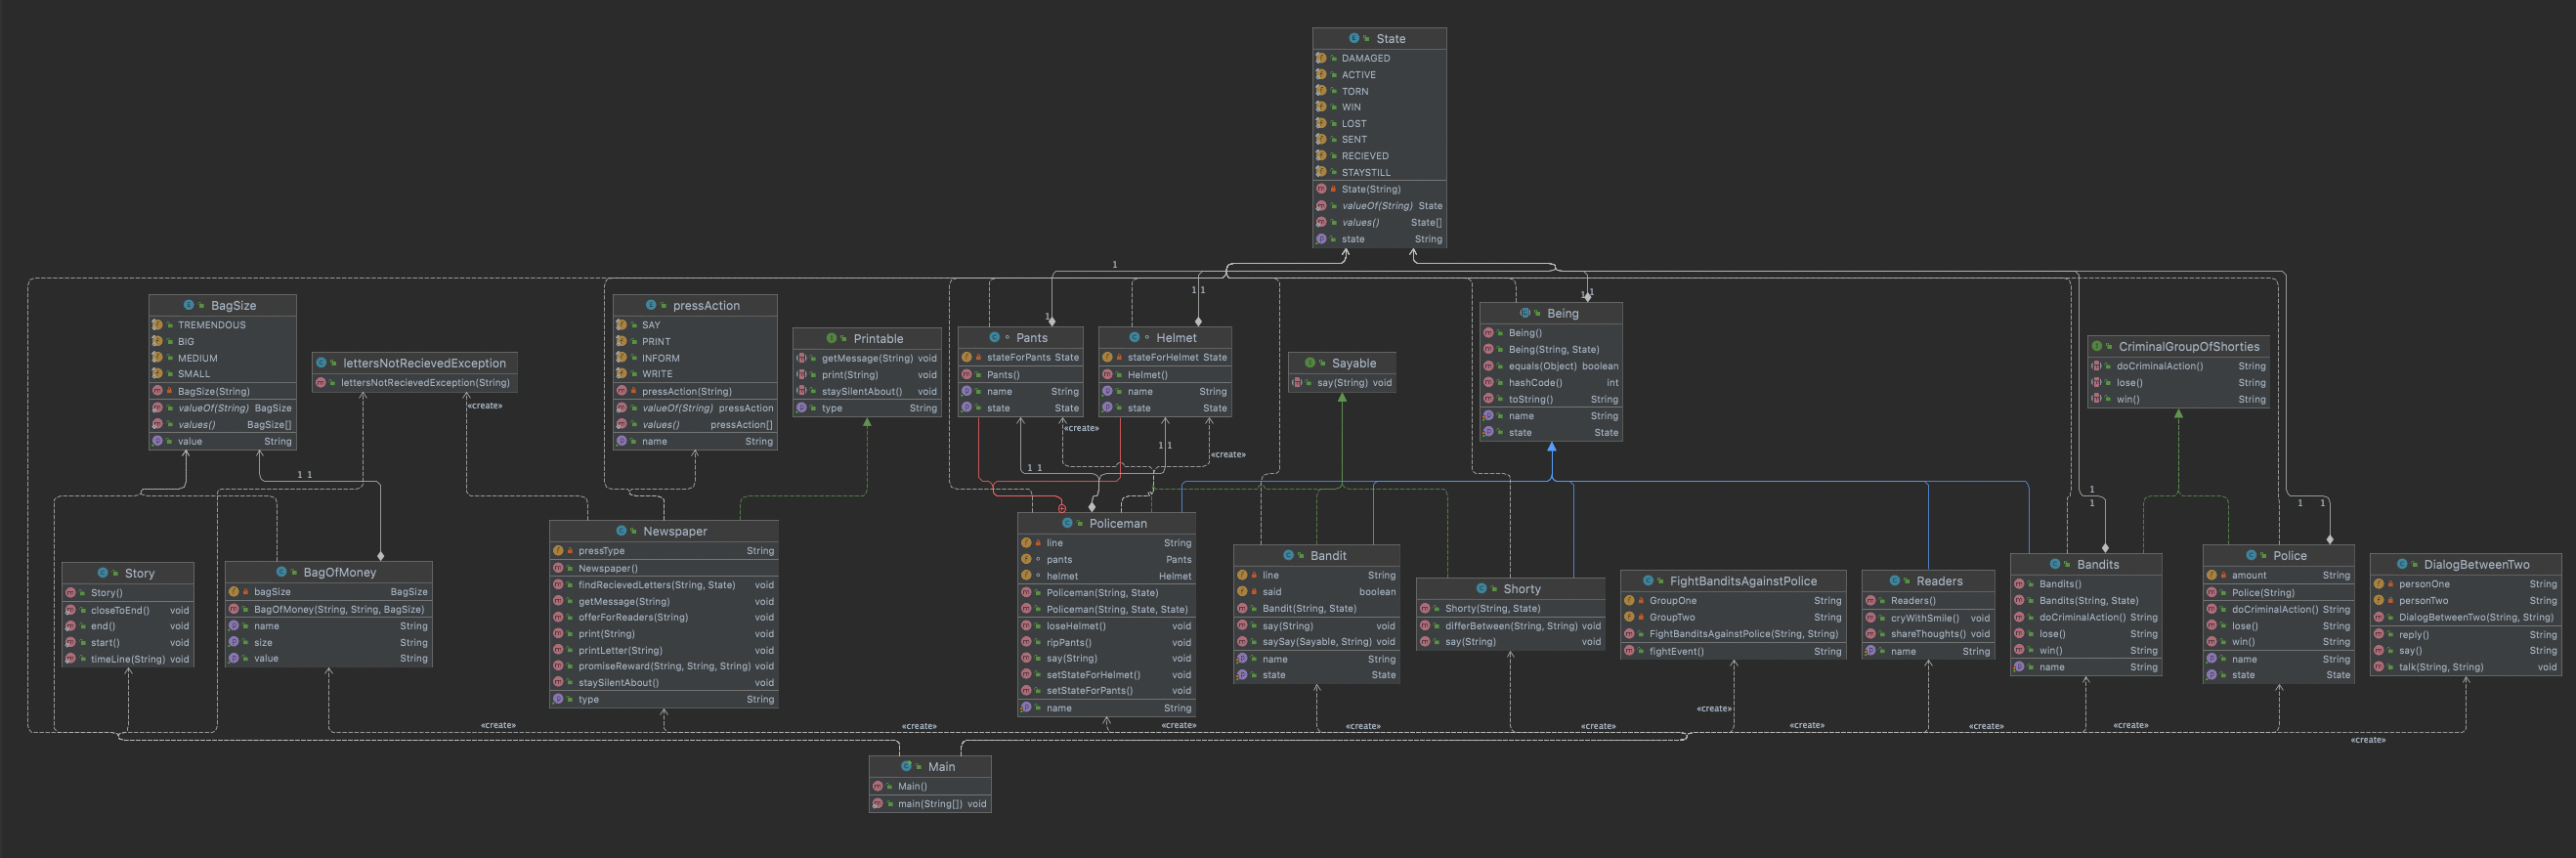 State
DAMAGED
ACTIVE
TORN
WIN
LOST
SENT
RECIEVED
STAYSTILL
State(String)
valueOf(String) State
values() State[]
state String
1
1 1
1
1 1
BagSize
TREMENDOUS
BIG
MEDIUM
SMALL
BagSize(String)
valueOf(String) BagSize
values() BagSize[]
value String
lettersNotRecievedException
lettersNotRecievedException(String)
«create»
pressAction
SAY
PRINT
INFORM
WRITE
pressAction(String)
valueOf(String) pressAction
values() pressAction[]
name String
Printable
getMessage(String) void
print(String) void
staySilentAbout() void
type String
Pants
stateForPants State
Pants()
name String
state State
«create»
Helmet
stateForHelmet State
Helmet()
name String
state State
«create»
Sayable
say(String) void
Being
Being()
Being(String, State)
equals(Object) boolean
hashCode() int
toString() String
name String
state State
CriminalGroupOfShorties
doCriminalAction() String
lose() String
win() String
1 1
1 1
1 1
1
1
1 1
Story
Story()
closeToEnd() void
end() void
start() void
timeLine(String) void
BagOfMoney
bagSize BagSize
BagOfMoney(String, String, BagSize)
name String
size String
value String
Newspaper
pressType String
Newspaper()
findRecievedLetters(String, State) void
getMessage(String) void
offerForReaders(String) void
print(String) void
printLetter(String) void
promiseReward(String, String, String) void
staySilentAbout() void
type String
Policeman
line String
pants Pants
helmet Helmet
Policeman(String, State)
Policeman(String, State, State)
loseHelmet() void
ripPants() void
say(String) void
setStateForHelmet() void
setStateForPants() void
name String
Bandit
line String
said boolean
Bandit(String, State)
say(String) void
saySay(Sayable, String) void
name String
state State
Shorty
Shorty(String, State)
differBetween(String, String) void
say(String) void
FightBanditsAgainstPolice
GroupOne String
GroupTwo String
FightBanditsAgainstPolice(String, String)
fightEvent() String
Readers
Readers()
cryWithSmile() void
shareThoughts() void
name String
Bandits
Bandits()
Bandits(String, State)
doCriminalAction() String
lose() String
win() String
name String
Police
amount String
Police(String)
doCriminalAction() String
lose() String
win() String
name String
state State
DialogBetweenTwo
personOne String
personTwo String
DialogBetweenTwo(String, String)
reply() String
say() String
talk(String, String) void
«create»
«create»
«create»
«create»
«create»
«create»
«create»
«create»
«create»
«create»
Main
Main()
main(String[]) void